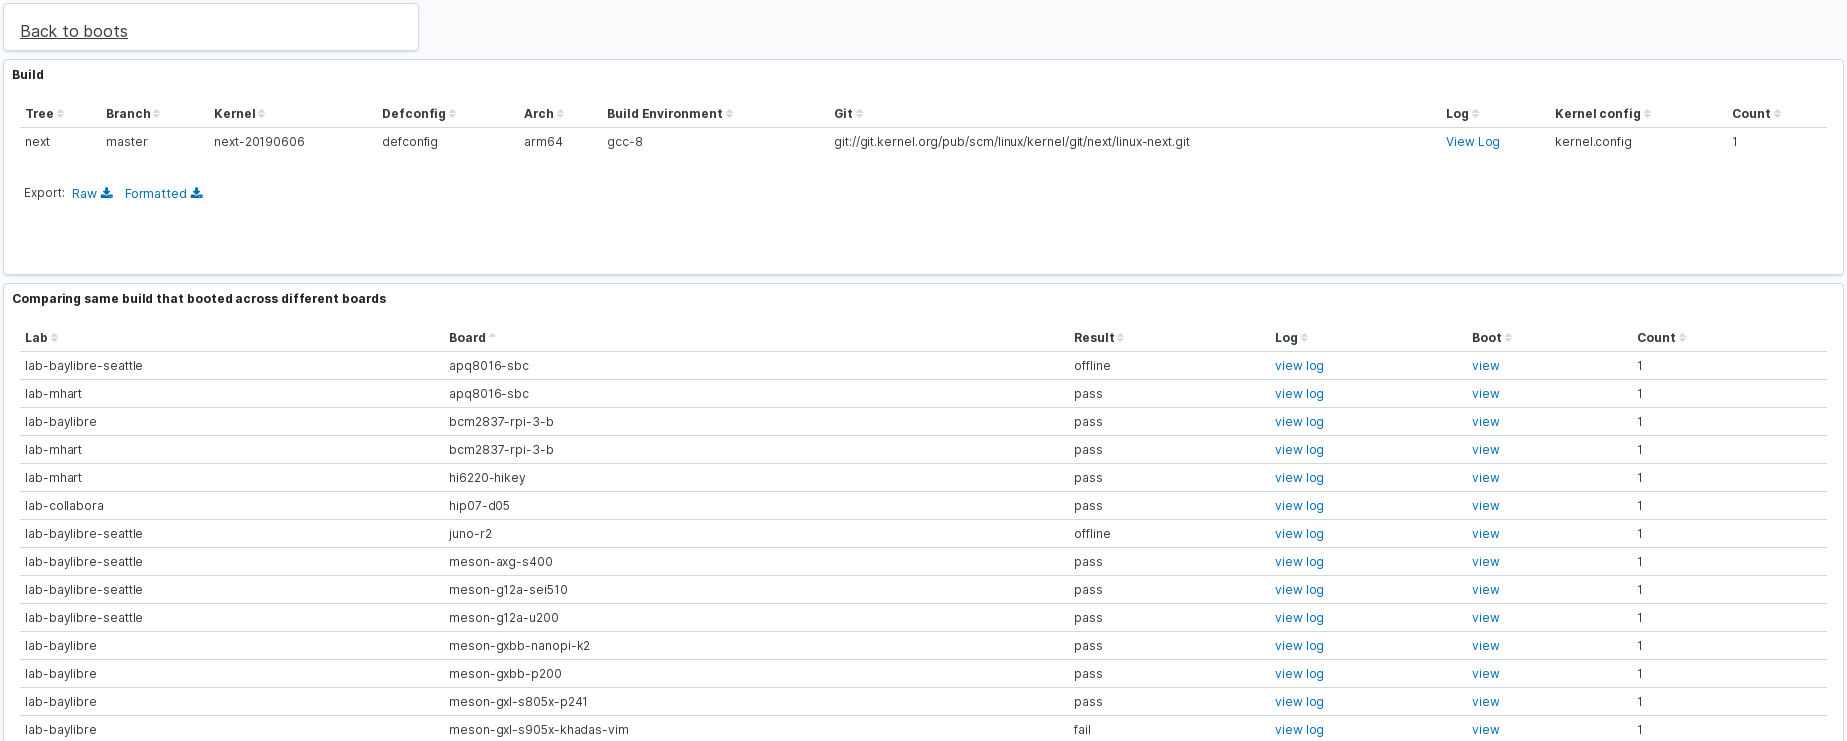 Back to boots
Build
Tree Branch Kernel Defconfig Arch Build Environment Git Log Kernel config Count
next master next-20190606 defconfig arm64 gcc-8 git://git.kernel.org/pub/scm/linux/kernel/git/next/linux-next.git View Log kernel.config 1
Export: Raw Formatted
Comparing same build that booted across different boards
Lab Board Result Log Boot Count
lab-baylibre-seattle apq8016-sbc offline view log view 1
lab-mhart apq8016-sbc pass view log view 1
lab-baylibre bcm2837-rpi-3-b pass view log view 1
lab-mhart bcm2837-rpi-3-b pass view log view 1
lab-mhart hi6220-hikey pass view log view 1
lab-collabora hip07-d05 pass view log view 1
lab-baylibre-seattle juno-r2 offline view log view 1
lab-baylibre-seattle meson-axg-s400 pass view log view 1
lab-baylibre-seattle meson-g12a-sei510 pass view log view 1
lab-baylibre-seattle meson-g12a-u200 pass view log view 1
lab-baylibre meson-gxbb-nanopi-k2 pass view log view 1
lab-baylibre meson-gxbb-p200 pass view log view 1
lab-baylibre meson-gxl-s805x-p241 pass view log view 1
lab-baylibre meson-gxl-s905x-khadas-vim fail view log view 1